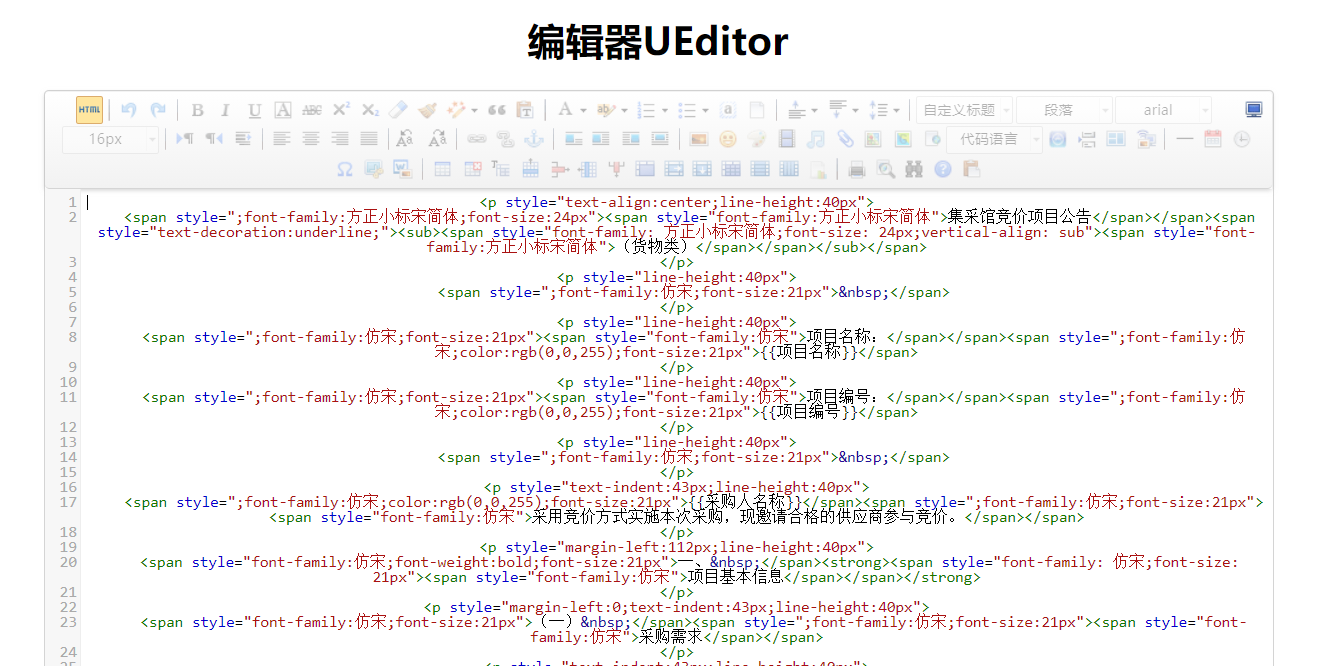 编辑器UEditor
HTML
B I U A ABC X² X₂ A ab a 自定义标题 段落 arial
16px 代码语言
Ω
1 <p style="text-align:center;line-height:40px">
2 <span style=";font-family:方正小标宋简体;font-size:24px"><span style="font-family:方正小标宋简体">集采馆竞价项目公告</span></span><span
style="text-decoration:underline;"><sub><span style="font-family: 方正小标宋简体;font-size: 24px;vertical-align: sub"><span style="font-
family:方正小标宋简体">（货物类）</span></span></sub></span>
3 </p>
4 <p style="line-height:40px">
5 <span style=";font-family:仿宋;font-size:21px">&nbsp;</span>
6 </p>
7 <p style="line-height:40px">
8 <span style=";font-family:仿宋;font-size:21px"><span style="font-family:仿宋">项目名称：</span></span><span style=";font-family:仿
宋;color:rgb(0,0,255);font-size:21px">{{项目名称}}</span>
9 </p>
10 <p style="line-height:40px">
11 <span style=";font-family:仿宋;font-size:21px"><span style="font-family:仿宋">项目编号：</span></span><span style=";font-family:仿
宋;color:rgb(0,0,255);font-size:21px">{{项目编号}}</span>
12 </p>
13 <p style="line-height:40px">
14 <span style=";font-family:仿宋;font-size:21px">&nbsp;</span>
15 </p>
16 <p style="text-indent:43px;line-height:40px">
17 <span style=";font-family:仿宋;color:rgb(0,0,255);font-size:21px">{{采购人名称}}</span><span style=";font-family:仿宋;font-size:21px">
<span style="font-family:仿宋">采用竞价方式实施本次采购，现邀请合格的供应商参与竞价。</span></span>
18 </p>
19 <p style="margin-left:112px;line-height:40px">
20 <span style="font-family:仿宋;font-weight:bold;font-size:21px">一、&nbsp;</span><strong><span style="font-family: 仿宋;font-size:
21px"><span style="font-family:仿宋">项目基本信息</span></span></strong>
21 </p>
22 <p style="margin-left:0;text-indent:43px;line-height:40px">
23 <span style="font-family:仿宋;font-size:21px">（一）&nbsp;</span><span style=";font-family:仿宋;font-size:21px"><span style="font-
family:仿宋">采购需求</span></span>
24 </p>
25 <p style="text-indent:43px;line-height:40px">